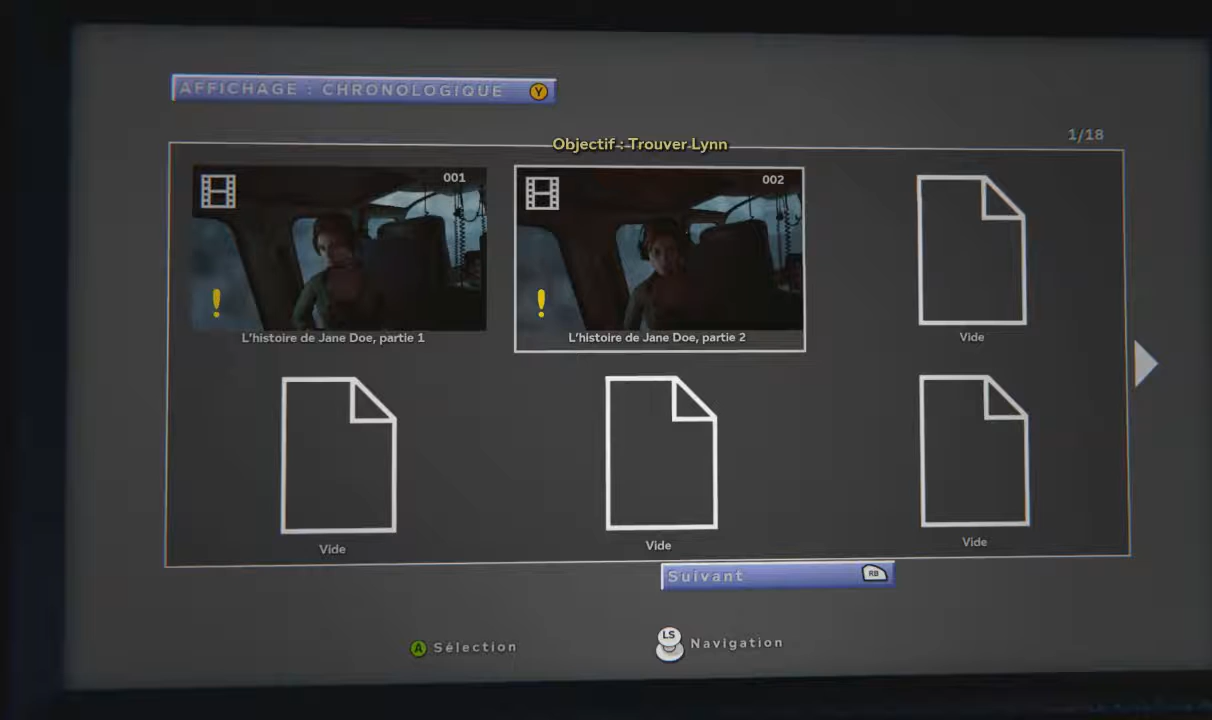 AFFICHAGE : CHRONOLOGIQUE Y
1/18
Objectif : Trouver Lynn
001
002
L'histoire de Jane Doe, partie 1
L'histoire de Jane Doe, partie 2
Vide
Vide
Vide
Vide
Suivant RB
A Sélection
LS Navigation